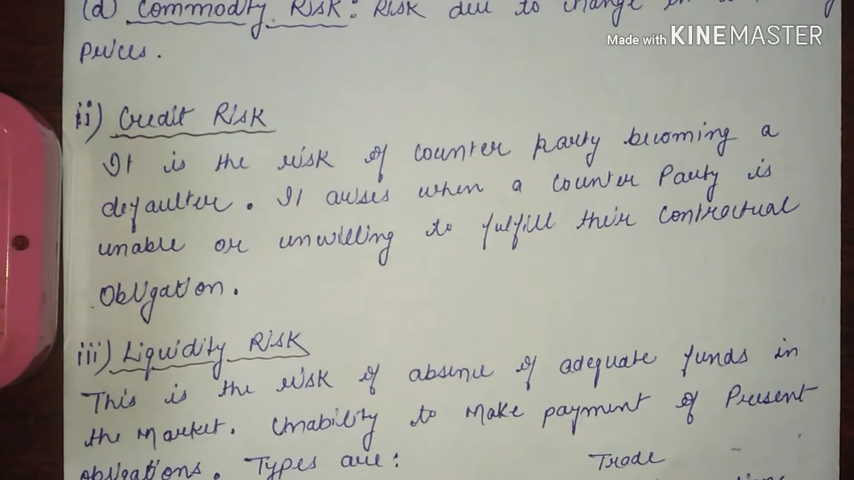 (d) Commodity Risk: Risk due to change in
Made with KINEMASTER
prices.
ii) Credit Risk
It is the risk of counter party becoming a
defaulter. It arises when a counter Party is
unable or unwilling to fulfill their contractual
Obligation.
iii) Liquidity Risk
This is the risk of absence of adequate funds in
the Market. Unability to make payment of Present
obligations. Types are:
Trade